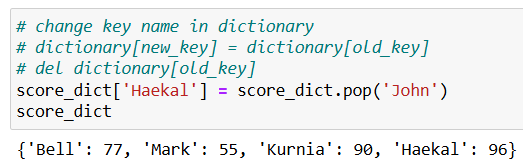 # change key name in dictionary
# dictionary[new_key] = dictionary[old_key]
# del dictionary[old_key]
score_dict['Haekal'] = score_dict.pop('John')
score_dict
{'Bell': 77, 'Mark': 55, 'Kurnia': 90, 'Haekal': 96}